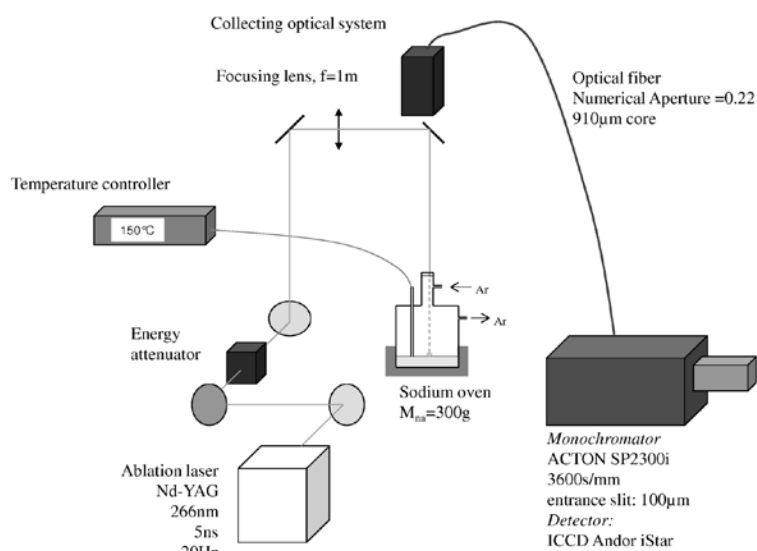 Collecting optical system
Focusing lens, f=1m
Optical fiber
Numerical Aperture =0.22
910µm core
Temperature controller
150°C
Ar
Ar
Energy
attenuator
Sodium oven
Mna=300g
Ablation laser
Nd-YAG
266nm
5ns
Monochromator
ACTON SP2300i
3600s/mm
entrance slit: 100µm
Detector:
ICCD Andor iStar